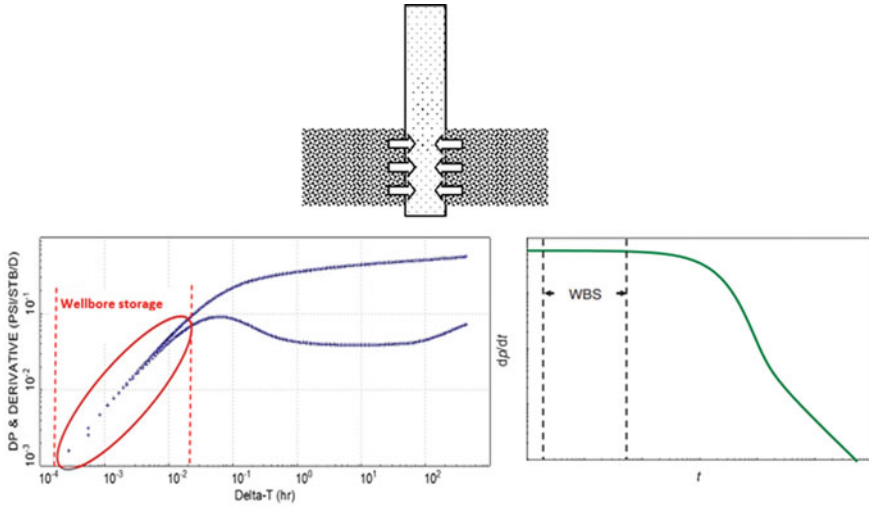 DP & DERIVATIVE (PSI/STB/D)
10⁻¹
10⁻²
10⁻³
Wellbore storage
10⁻⁴
10⁻³
10⁻²
10⁻¹
10⁰
10¹
10²
Delta-T (hr)
dp/dt
WBS
t